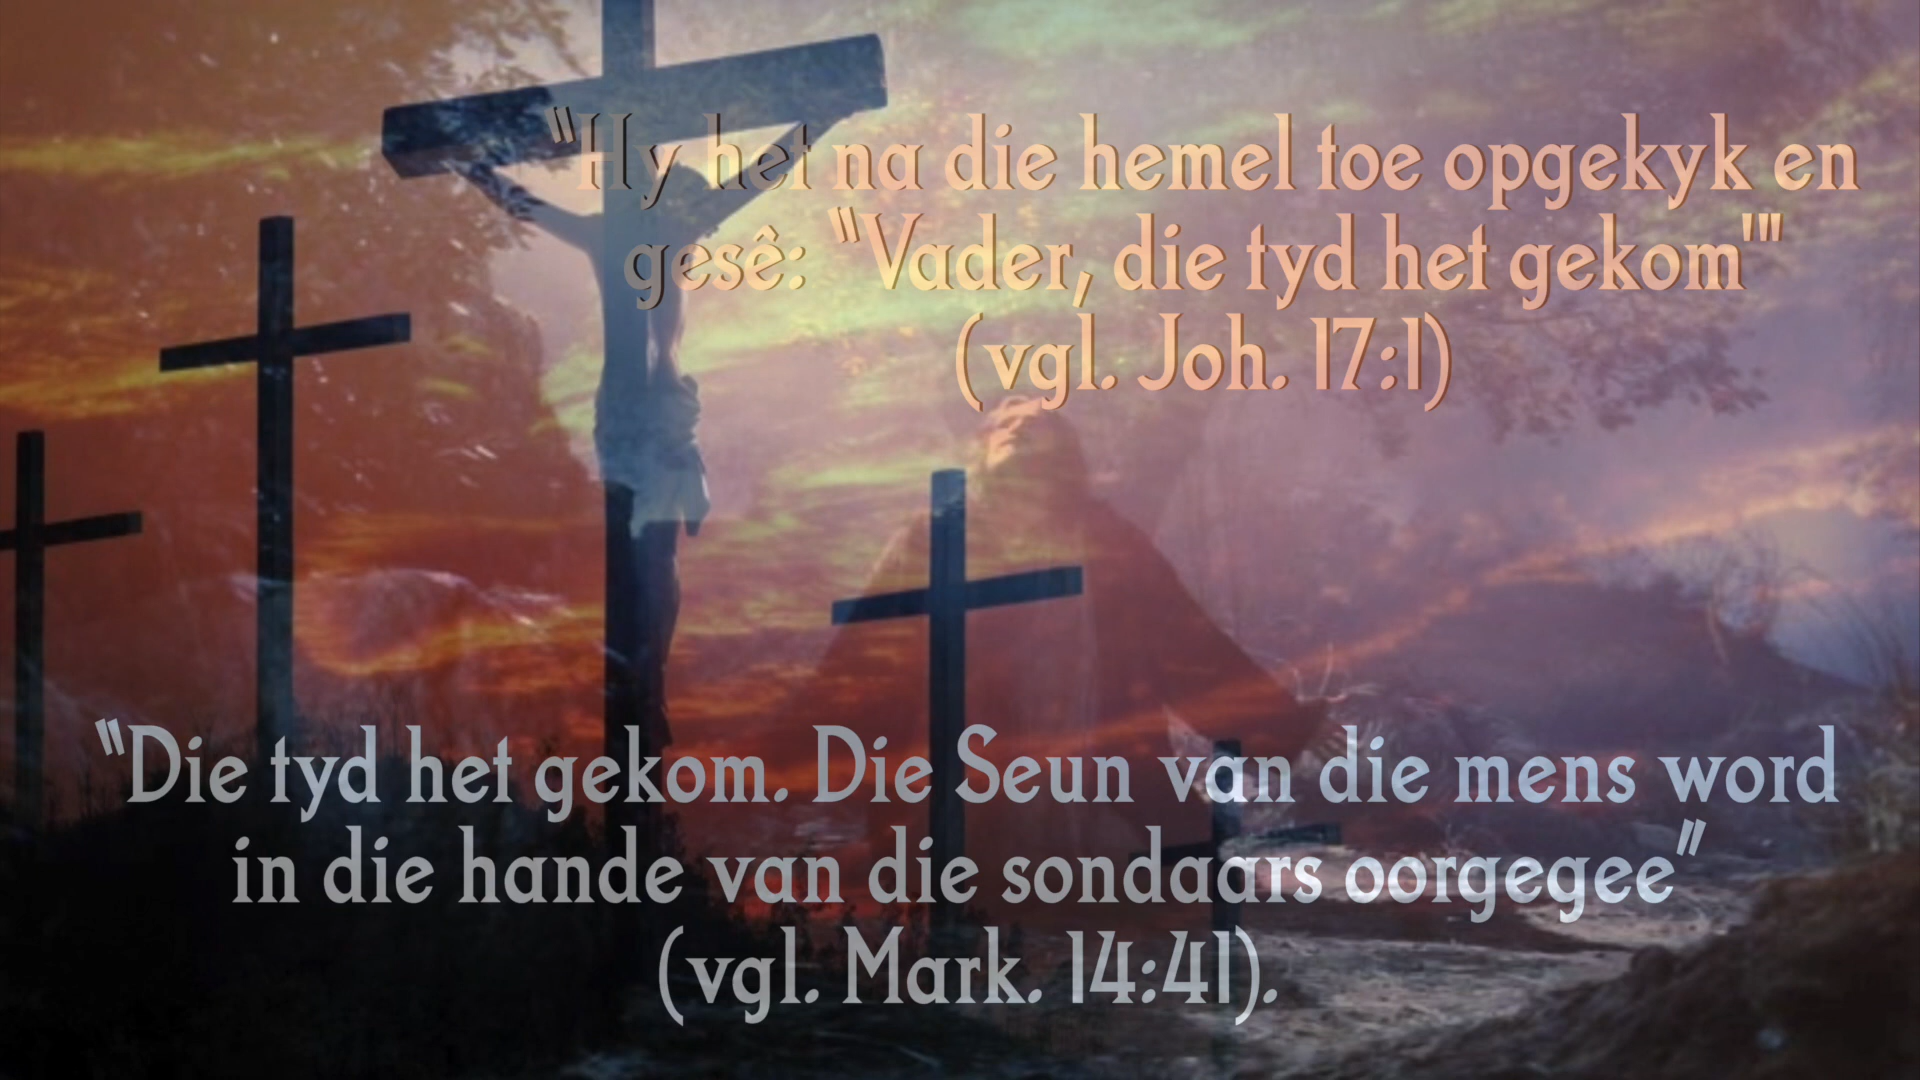 “Hy het na die hemel toe opgekyk en
gesê: “Vader, die tyd het gekom'"
(vgl. Joh. 17:1)
“Die tyd het gekom. Die Seun van die mens word
in die hande van die sondaars oorgegee”
(vgl. Mark. 14:41).